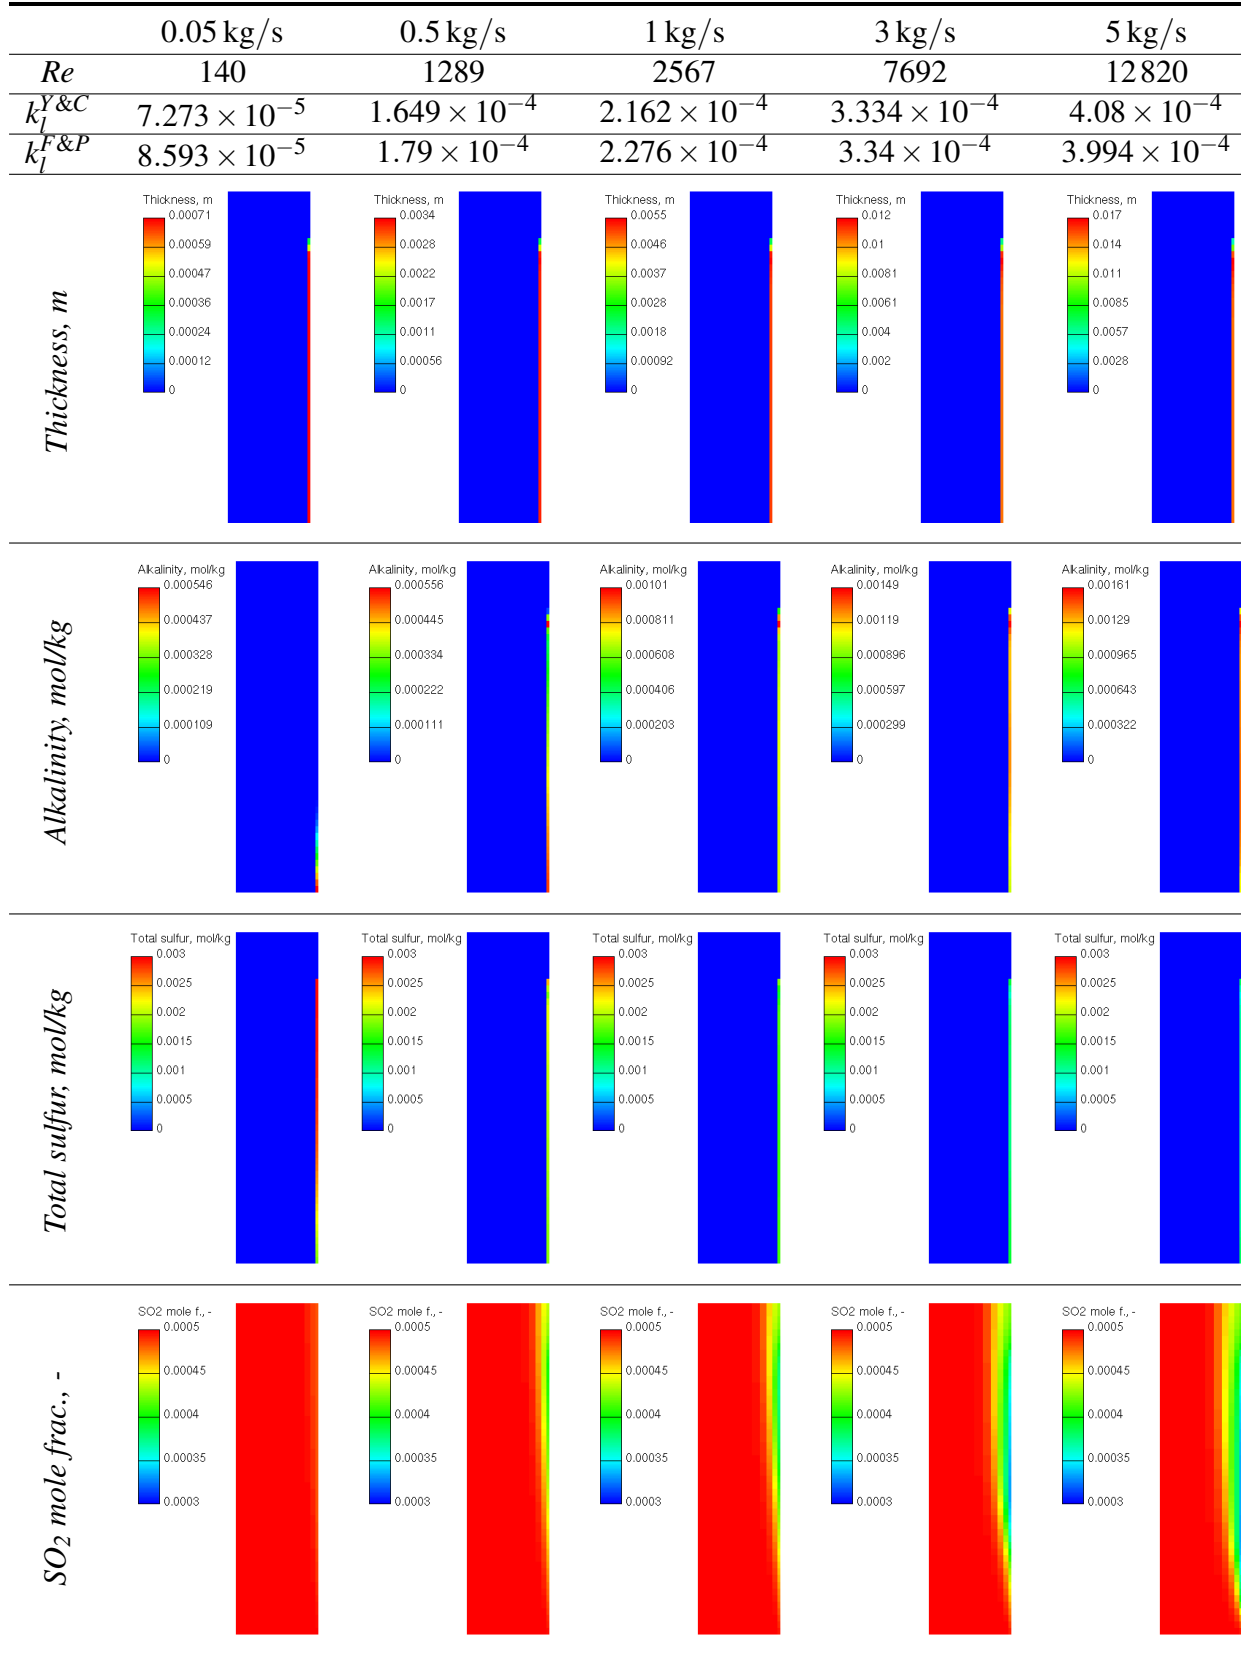 0.05 kg/s 0.5 kg/s 1 kg/s 3 kg/s 5 kg/s
Re 140 1289 2567 7692 12820
k_l^{Y&C} 7.273 × 10^{−5} 1.649 × 10^{−4} 2.162 × 10^{−4} 3.334 × 10^{−4} 4.08 × 10^{−4}
k_l^{F&P} 8.593 × 10^{−5} 1.79 × 10^{−4} 2.276 × 10^{−4} 3.34 × 10^{−4} 3.994 × 10^{−4}
Thickness, m
Thickness, m Thickness, m Thickness, m Thickness, m Thickness, m
0.00071 0.0034 0.0055 0.012 0.017
0.00059 0.0028 0.0046 0.01 0.014
0.00047 0.0022 0.0037 0.0081 0.011
0.00036 0.0017 0.0028 0.0061 0.0085
0.00024 0.0011 0.0018 0.004 0.0057
0.00012 0.00056 0.00092 0.002 0.0028
0 0 0 0 0
Alkalinity, mol/kg
Alkalinity, mol/kg Alkalinity, mol/kg Alkalinity, mol/kg Alkalinity, mol/kg Alkalinity, mol/kg
0.000546 0.000556 0.00101 0.00149 0.00161
0.000437 0.000445 0.000811 0.00119 0.00129
0.000328 0.000334 0.000608 0.000896 0.000965
0.000219 0.000222 0.000406 0.000597 0.000643
0.000109 0.000111 0.000203 0.000299 0.000322
0 0 0 0 0
Total sulfur, mol/kg
Total sulfur, mol/kg Total sulfur, mol/kg Total sulfur, mol/kg Total sulfur, mol/kg Total sulfur, mol/kg
0.003 0.003 0.003 0.003 0.003
0.0025 0.0025 0.0025 0.0025 0.0025
0.002 0.002 0.002 0.002 0.002
0.0015 0.0015 0.0015 0.0015 0.0015
0.001 0.001 0.001 0.001 0.001
0.0005 0.0005 0.0005 0.0005 0.0005
0 0 0 0 0
SO₂ mole frac., -
SO2 mole f., - SO2 mole f., - SO2 mole f., - SO2 mole f., - SO2 mole f., -
0.0005 0.0005 0.0005 0.0005 0.0005
0.00045 0.00045 0.00045 0.00045 0.00045
0.0004 0.0004 0.0004 0.0004 0.0004
0.00035 0.00035 0.00035 0.00035 0.00035
0.0003 0.0003 0.0003 0.0003 0.0003